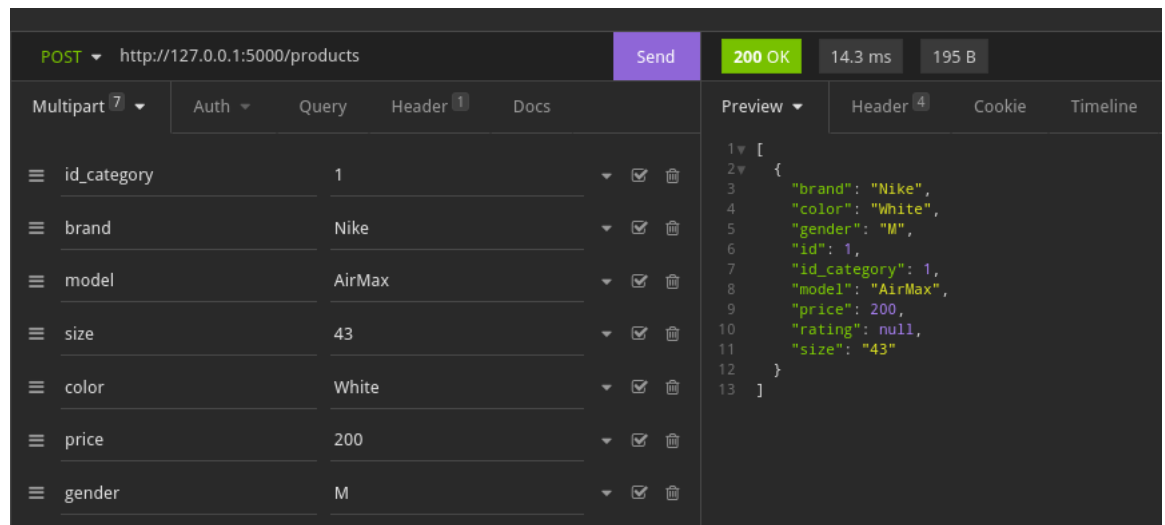 POST http://127.0.0.1:5000/products Send
Multipart 7 Auth Query Header 1 Docs
id_category 1
brand Nike
model AirMax
size 43
color White
price 200
gender M
200 OK 14.3 ms 195 B
Preview Header 4 Cookie Timeline
1 [
2 {
3 "brand": "Nike",
4 "color": "White",
5 "gender": "M",
6 "id": 1,
7 "id_category": 1,
8 "model": "AirMax",
9 "price": 200,
10 "rating": null,
11 "size": "43"
12 }
13 ]